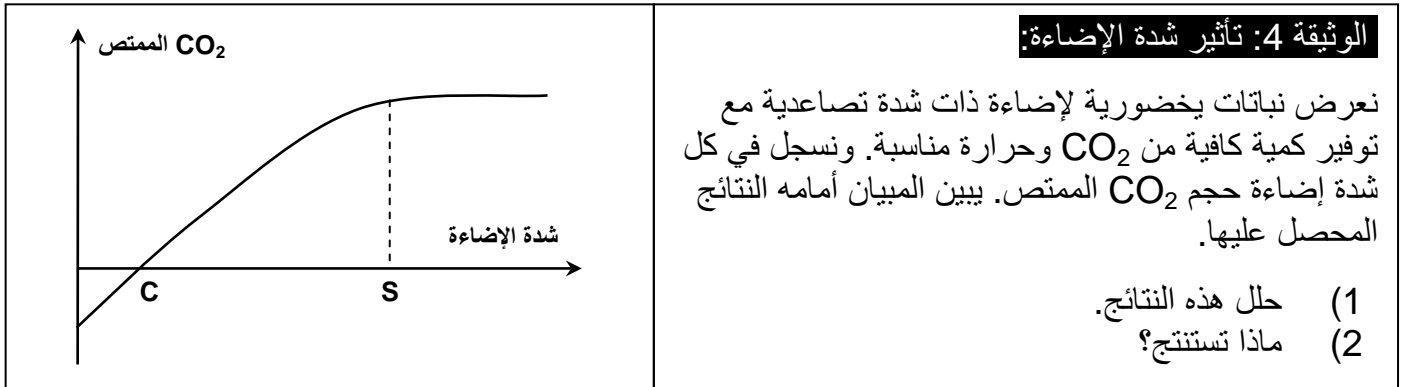 الوثيقة 4: تأثير شدة الإضاءة:
نعرض نباتات يخضورية لإضاءة ذات شدة تصاعدية مع
توفير كمية كافية من CO₂ وحرارة مناسبة. ونسجل في كل
شدة إضاءة حجم CO₂ الممتص. يبين المبيان أمامه النتائج
المحصل عليها.
1) حلل هذه النتائج.
2) ماذا تستنتج؟
CO₂ الممتص
شدة الإضاءة
C
S